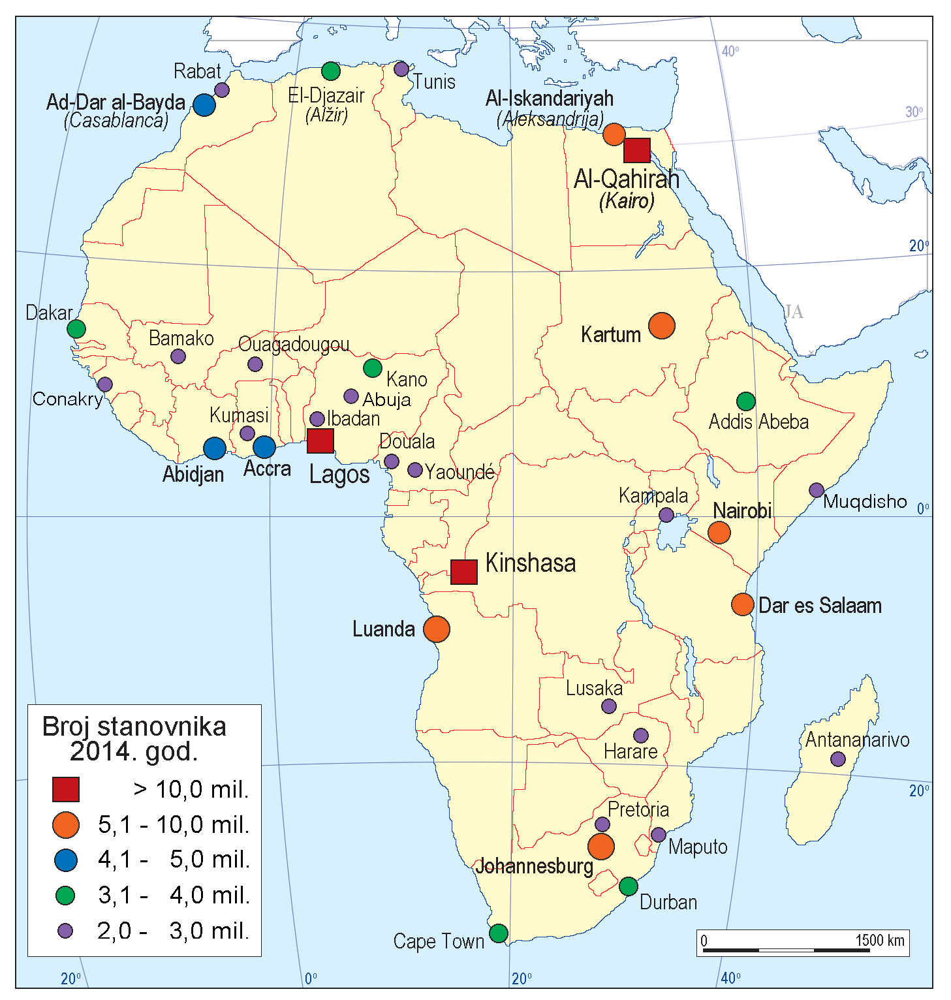 40°
Rabat
Tunis
Ad-Dar al-Bayda
(Casablanca)
El-Djazair
(Alžir)
Al-Iskandariyah
(Aleksandrija)
30°
Al-Qahirah
(Kairo)
20°
Dakar
JA
Bamako
Ouagadougou
Kartum
Kano
Conakry
Abuja
Kumasi
Ibadan
Addis Abeba
Douala
Abidjan
Accra
Lagos
Yaoundé
Kampala
Muqdisho
Nairobi
0°
Kinshasa
Dar es Salaam
Luanda
Lusaka
Harare
Antananarivo
20°
Pretoria
Maputo
Johannesburg
Durban
Cape Town
Broj stanovnika
2014. god.
> 10,0 mil.
5,1 - 10,0 mil.
4,1 - 5,0 mil.
3,1 - 4,0 mil.
2,0 - 3,0 mil.
0 1500 km
20° 0° 20° 40°